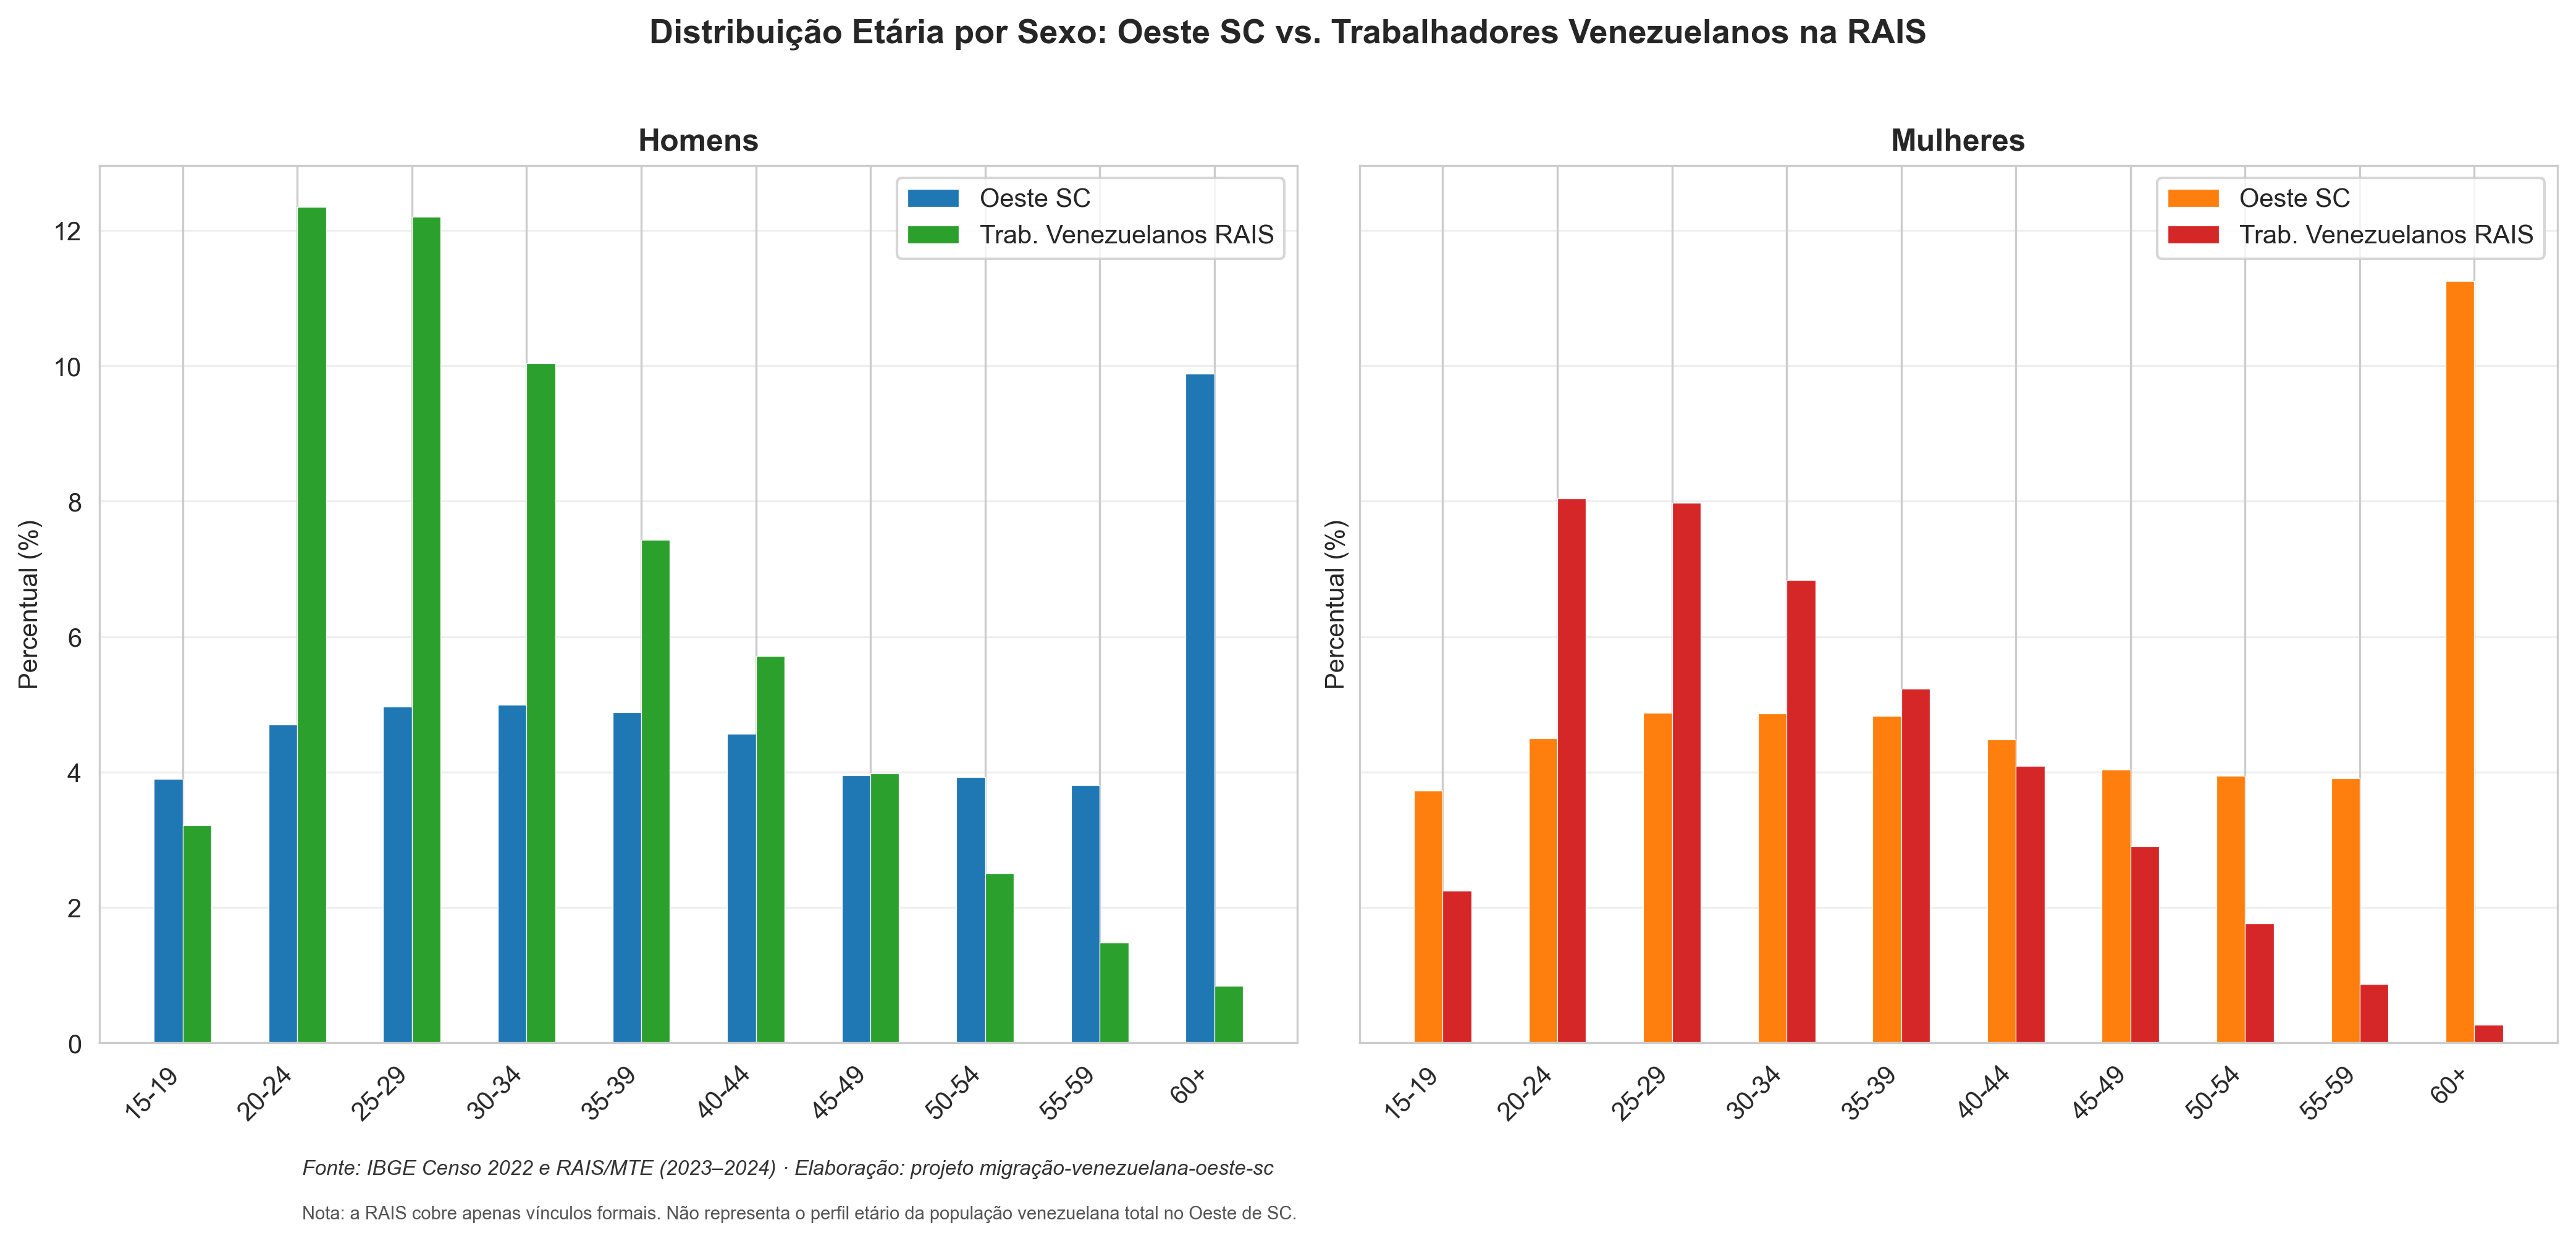 Distribuição Etária por Sexo: Oeste SC vs. Trabalhadores Venezuelanos na RAIS
Homens
Oeste SC
Trab. Venezuelanos RAIS
Percentual (%)
12
10
8
6
4
2
0
15-19
20-24
25-29
30-34
35-39
40-44
45-49
50-54
55-59
60+
Mulheres
Oeste SC
Trab. Venezuelanos RAIS
Percentual (%)
15-19
20-24
25-29
30-34
35-39
40-44
45-49
50-54
55-59
60+
Fonte: IBGE Censo 2022 e RAIS/MTE (2023–2024) · Elaboração: projeto migração-venezuelana-oeste-sc
Nota: a RAIS cobre apenas vínculos formais. Não representa o perfil etário da população venezuelana total no Oeste de SC.